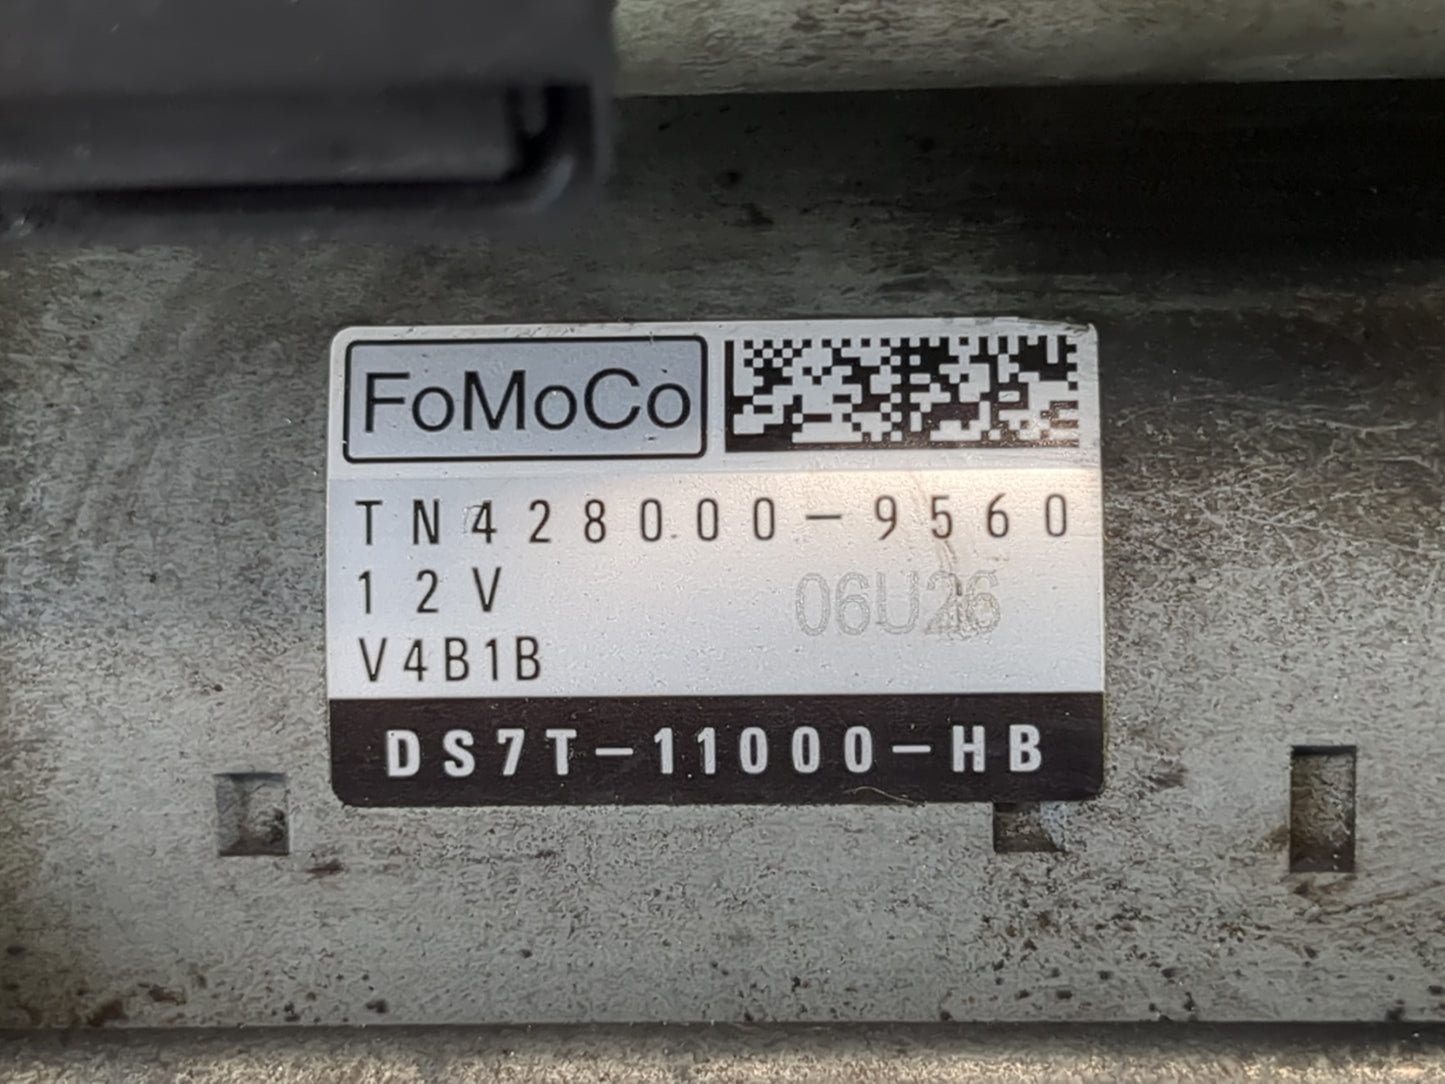 FoMoCo
TN428000-9560
12V 06U26
V4B1B
DS7T-11000-HB